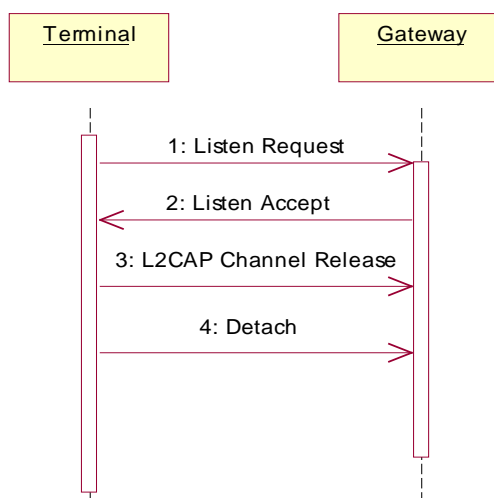 Terminal
Gateway
1: Listen Request
2: Listen Accept
3: L2CAP Channel Release
4: Detach